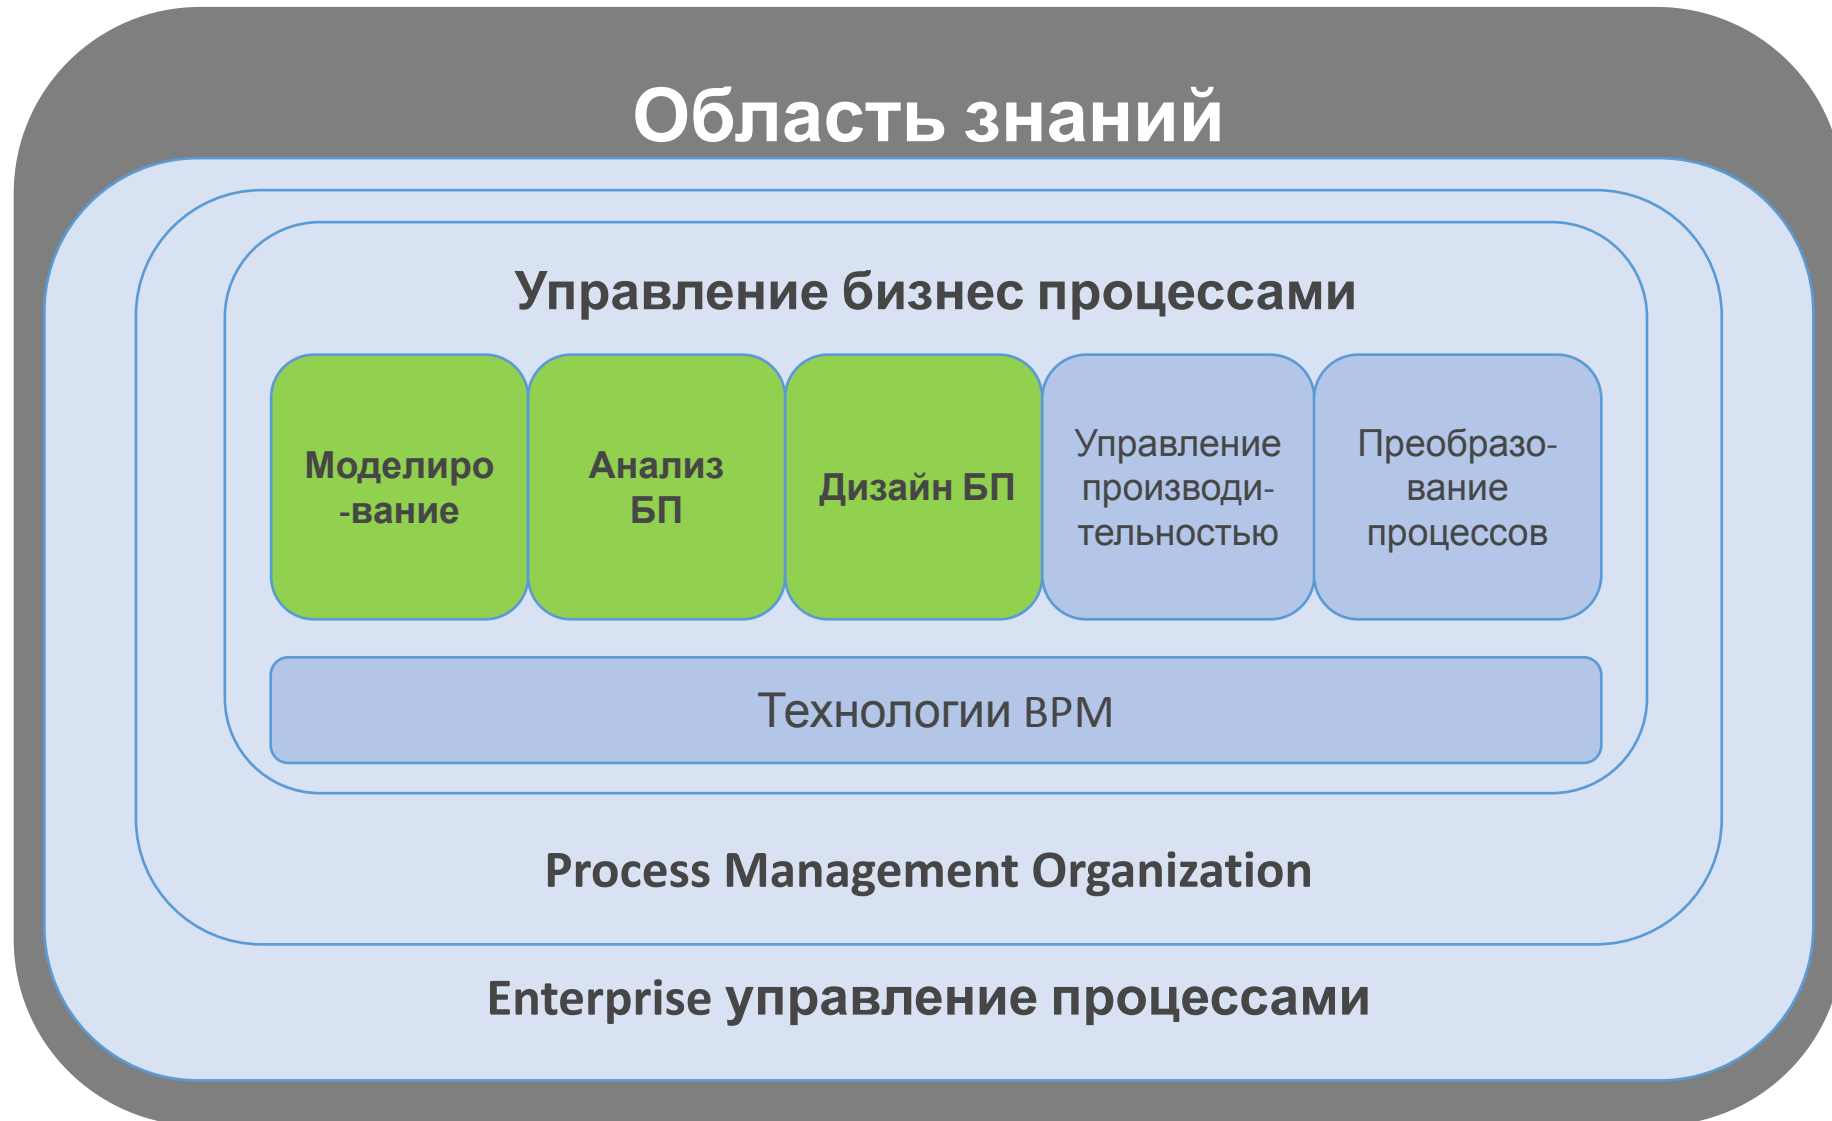 Область знаний
Управление бизнес процессами
Моделиро
-вание
Анализ
БП
Дизайн БП
Управление
производи-
тельностью
Преобразо-
вание
процессов
Технологии BPM
Process Management Organization
Enterprise управление процессами